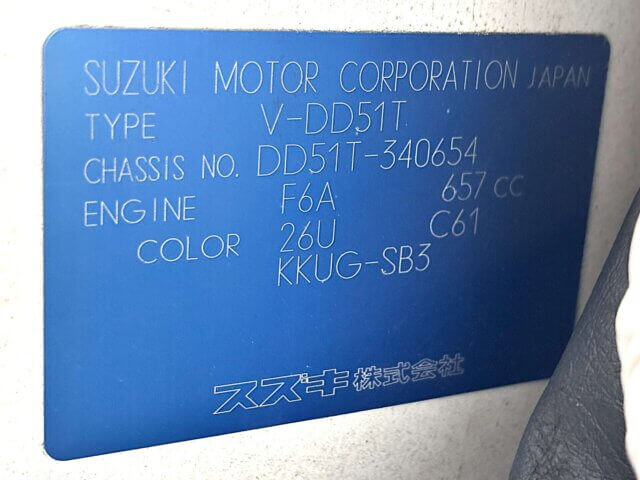 SUZUKI MOTOR CORPORATION JAPAN
TYPE V-DD51T
CHASSIS NO. DD51T-340654
ENGINE F6A 657 CC
COLOR 26U C61
KKUG-SB3
スズキ株式会社